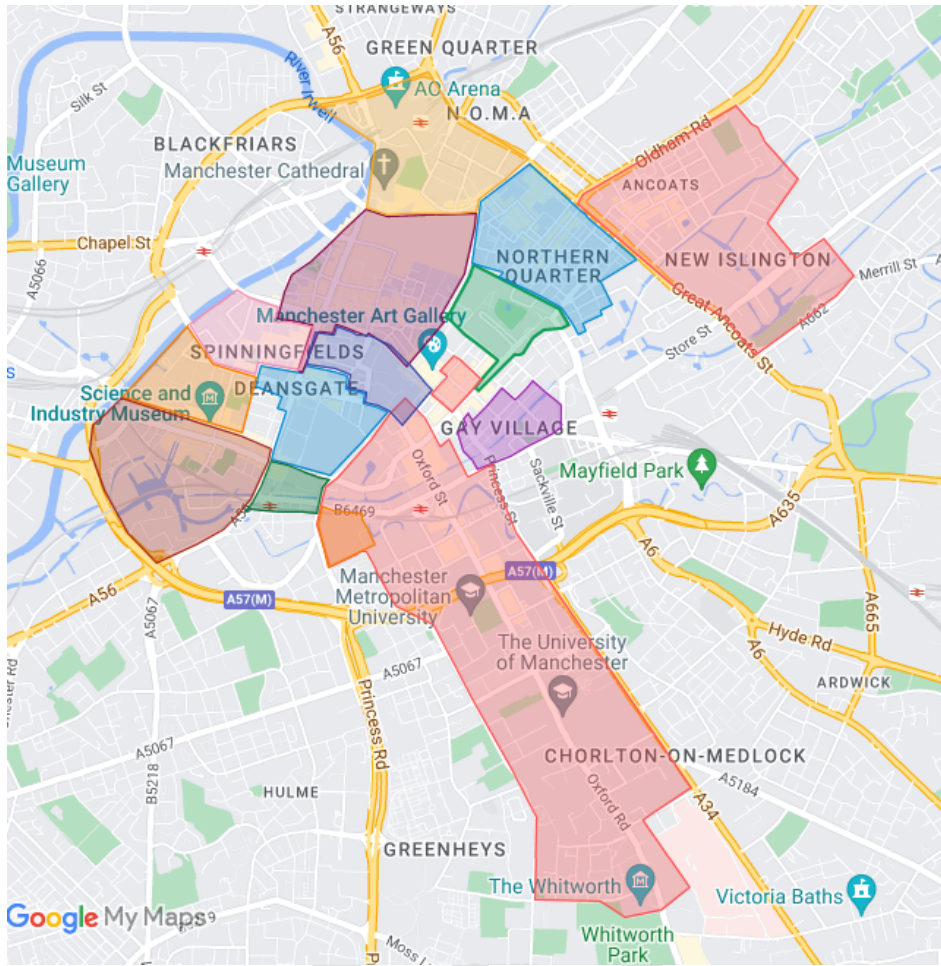 STRANGEWAYS
A56
GREEN QUARTER
River Irwell
AO Arena
Silk St
N.O.M.A
Oldham Rd
BLACKFRIARS
Museum
Gallery
Manchester Cathedral
ANCOATS
Chapel St
A5066
NORTHERN
QUARTER
NEW ISLINGTON
Merrill St
Great Ancoats St
A662
Manchester Art Gallery
Store St
SPINNINGFIELDS
DEANSGATE
Science and
Industry Museum
GAY VILLAGE
Oxford St
Princess St
Sackville St
Mayfield Park
B6469
A635
A6
A57(M)
A56
A57(M)
A5067
Manchester
Metropolitan
University
A665
Hyde Rd
The University
of Manchester
A6
A5067
Princess Rd
ARDWICK
A5067
B5218
CHORLTON-ON-MEDLOCK
A5184
HULME
Oxford Rd
A34
GREENHEYS
The Whitworth
Victoria Baths
Google My Maps
Whitworth
Park